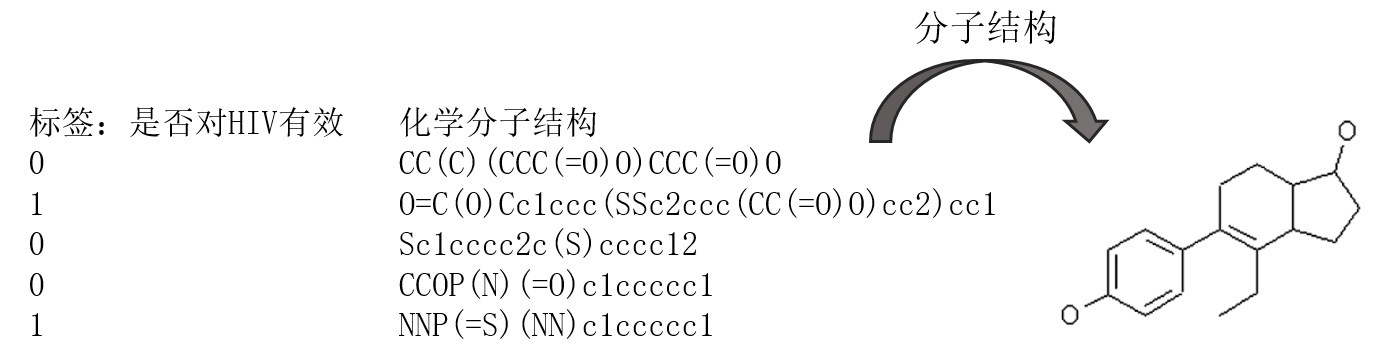 分子结构
标签：是否对HIV有效 化学分子结构
0 CC(C)(CCC(=O)O)CCC(=O)O
1 O=C(O)Cc1ccc(SSc2ccc(CC(=O)O)cc2)cc1
0 Sc1cccc2c(S)cccc12
0 CCOP(N)(=O)c1ccccc1
1 NNP(=S)(NN)c1ccccc1
O
O